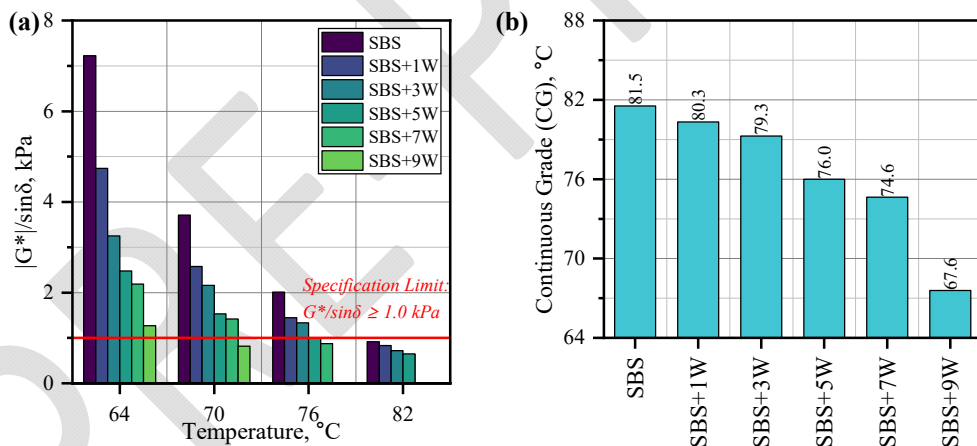 (a)
|G*|/sinδ, kPa
8
6
4
2
0
64
70
76
82
Temperature, °C
SBS
SBS+1W
SBS+3W
SBS+5W
SBS+7W
SBS+9W
Specification Limit:
G*/sinδ ≥ 1.0 kPa
(b)
Continuous Grade (CG), °C
88
82
76
70
64
81.5
80.3
79.3
76.0
74.6
67.6
SBS
SBS+1W
SBS+3W
SBS+5W
SBS+7W
SBS+9W